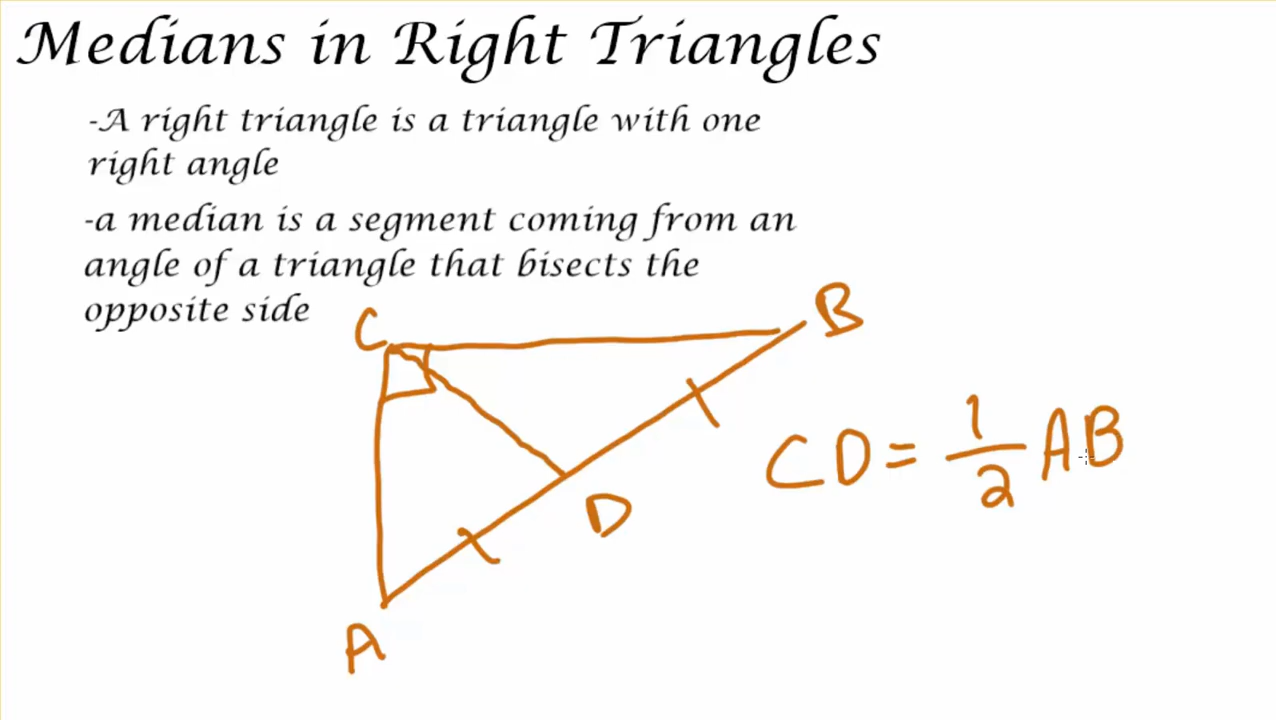 Medians in Right Triangles
-A right triangle is a triangle with one
right angle
-a median is a segment coming from an
angle of a triangle that bisects the
opposite side
C
B
CD = 1/2 AB
D
A